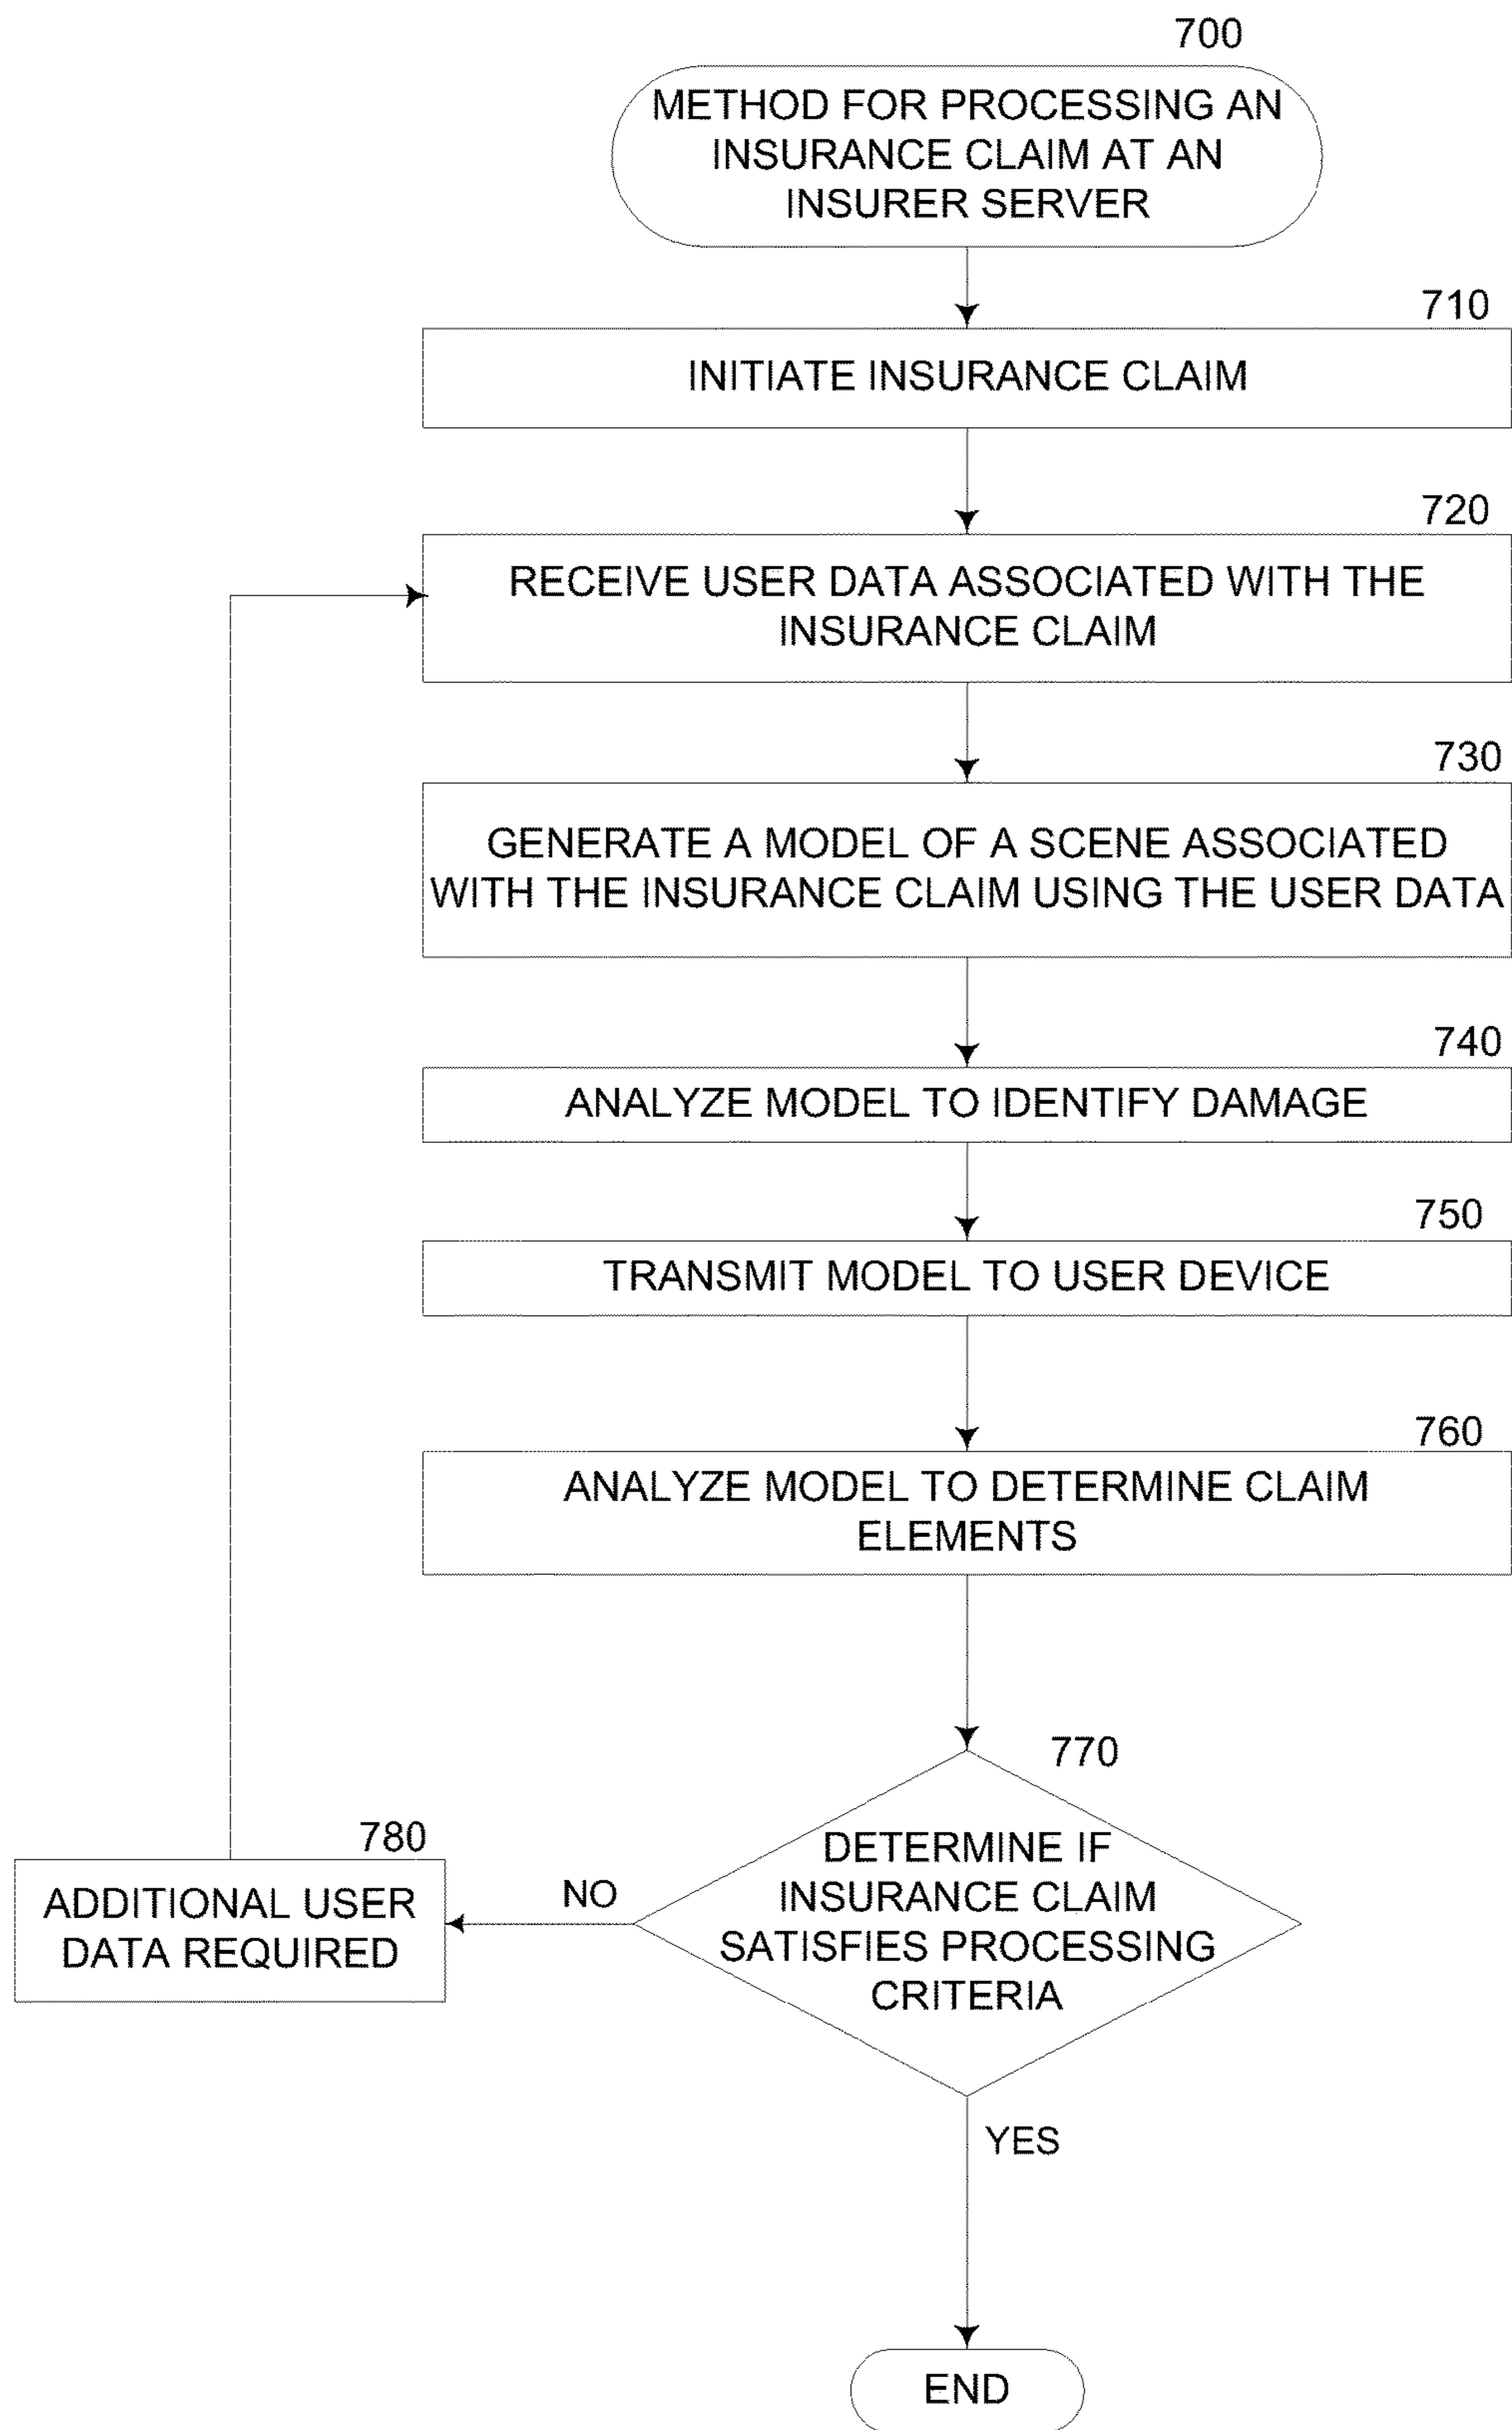 700
METHOD FOR PROCESSING AN
INSURANCE CLAIM AT AN
INSURER SERVER
710
INITIATE INSURANCE CLAIM
720
RECEIVE USER DATA ASSOCIATED WITH THE
INSURANCE CLAIM
730
GENERATE A MODEL OF A SCENE ASSOCIATED
WITH THE INSURANCE CLAIM USING THE USER DATA
740
ANALYZE MODEL TO IDENTIFY DAMAGE
750
TRANSMIT MODEL TO USER DEVICE
760
ANALYZE MODEL TO DETERMINE CLAIM
ELEMENTS
770
DETERMINE IF
INSURANCE CLAIM
SATISFIES PROCESSING
CRITERIA
NO
780
ADDITIONAL USER
DATA REQUIRED
YES
END